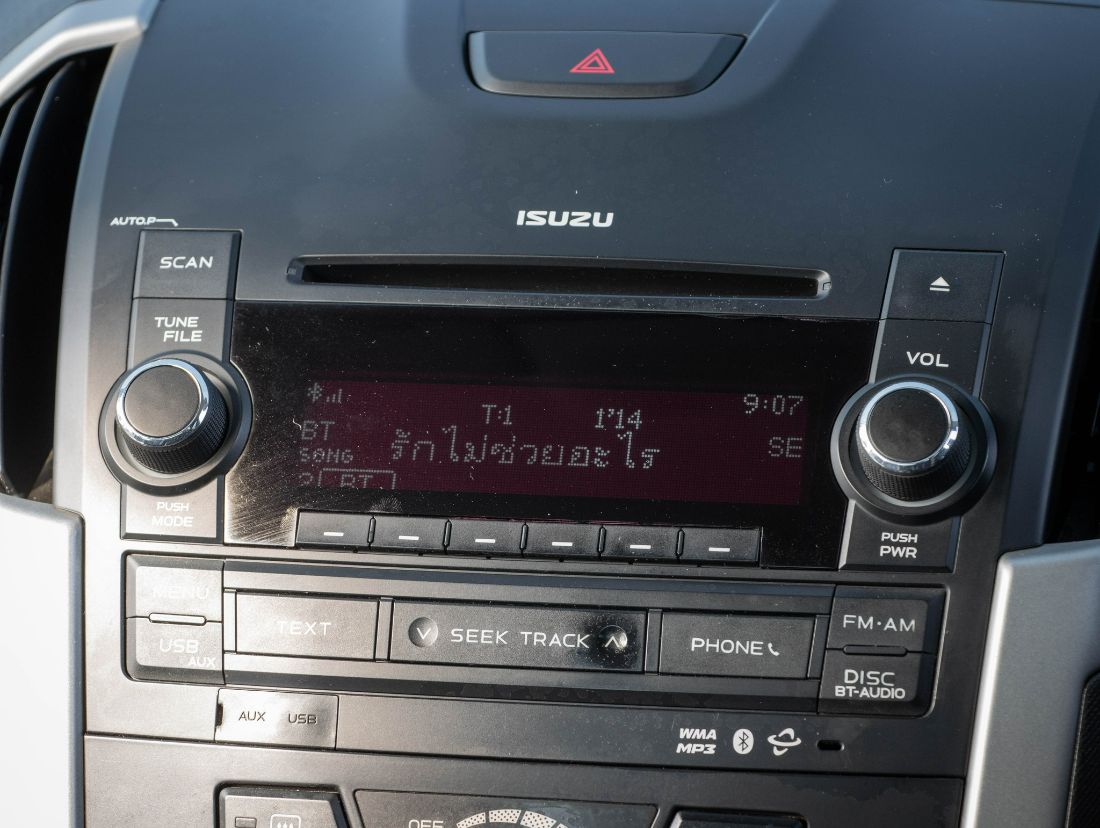 ISUZU
AUTO.P
SCAN
TUNE
FILE
VOL
9:07
T:1 1'14
BT
SONG รักไม่ช่วยอะไร SE
BT
PUSH
MODE
PUSH
PWR
MENU
USB
AUX
TEXT
SEEK TRACK
PHONE
FM·AM
DISC
BT-AUDIO
AUX USB
WMA
MP3
OFF